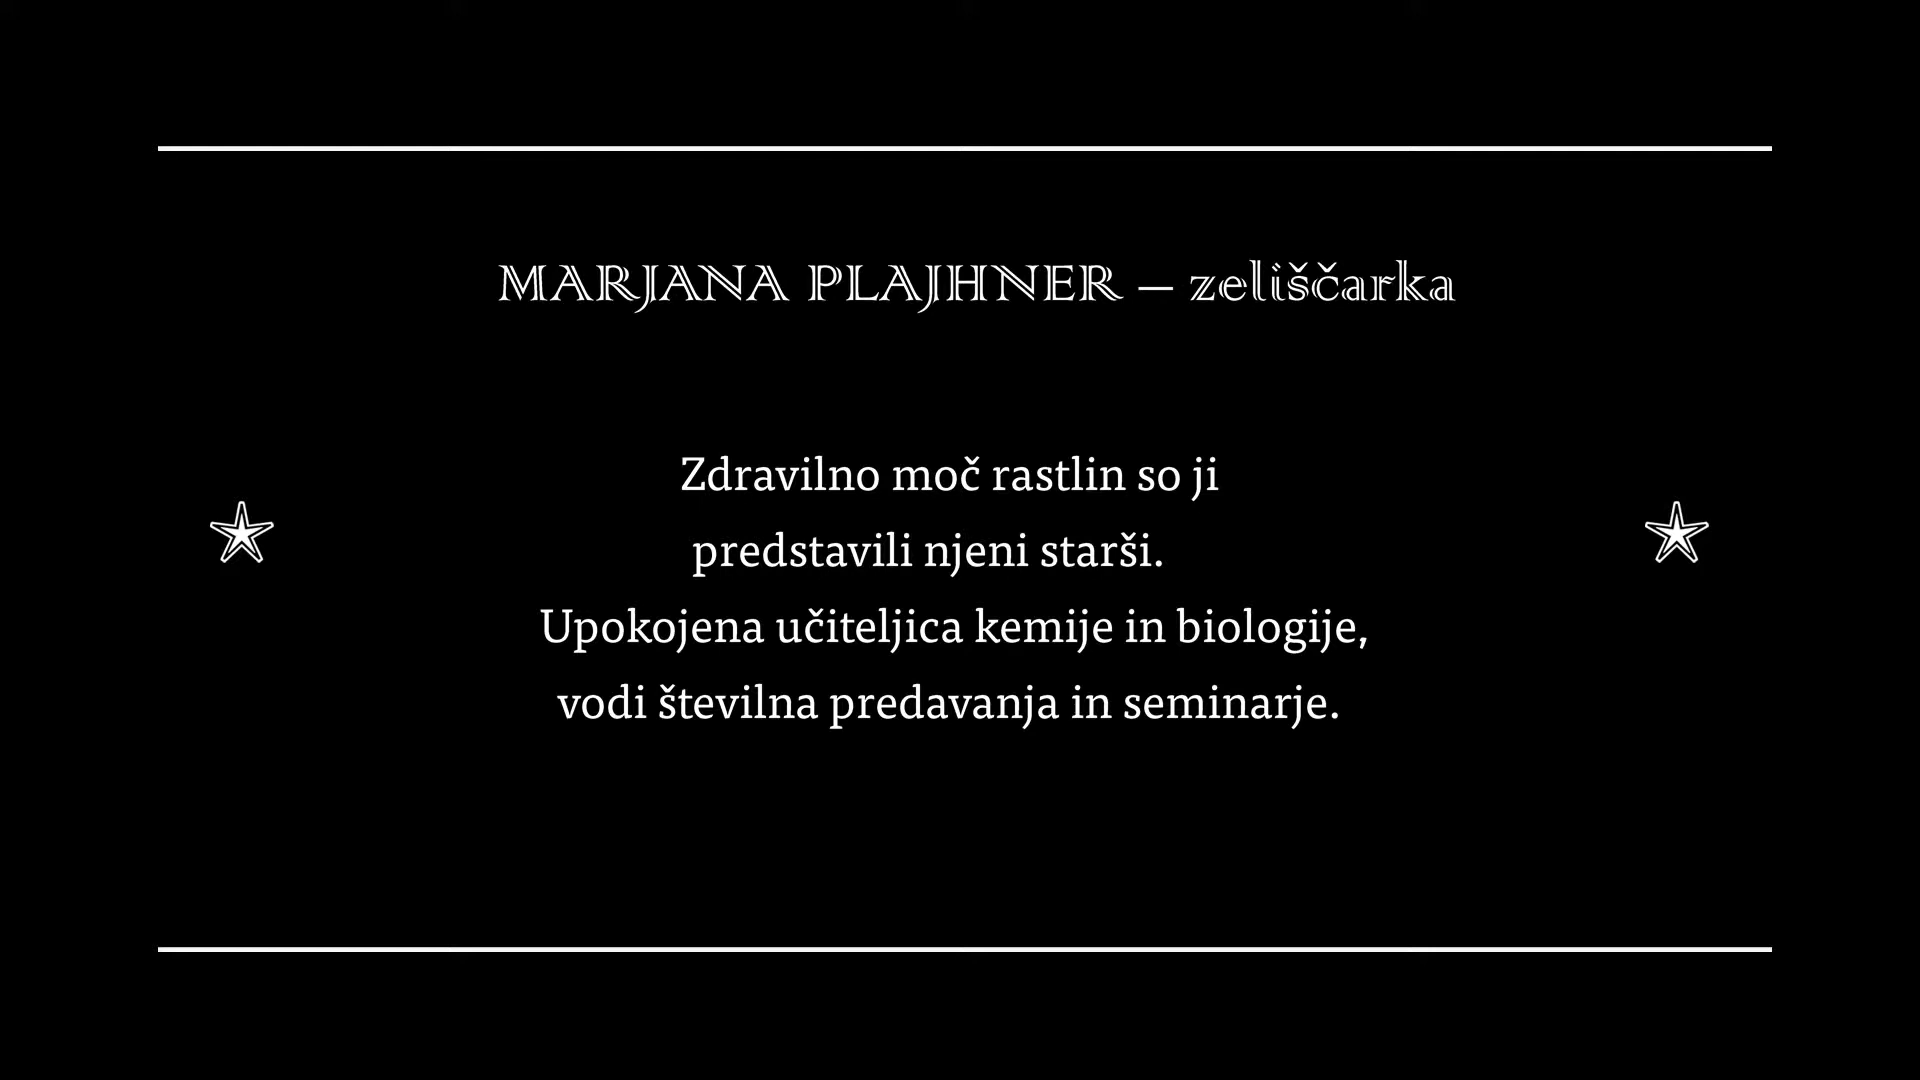 MARJANA PLAJHNER – zeliščarka
Zdravilno moč rastlin so ji
predstavili njeni starši.
Upokojena učiteljica kemije in biologije,
vodi številna predavanja in seminarje.